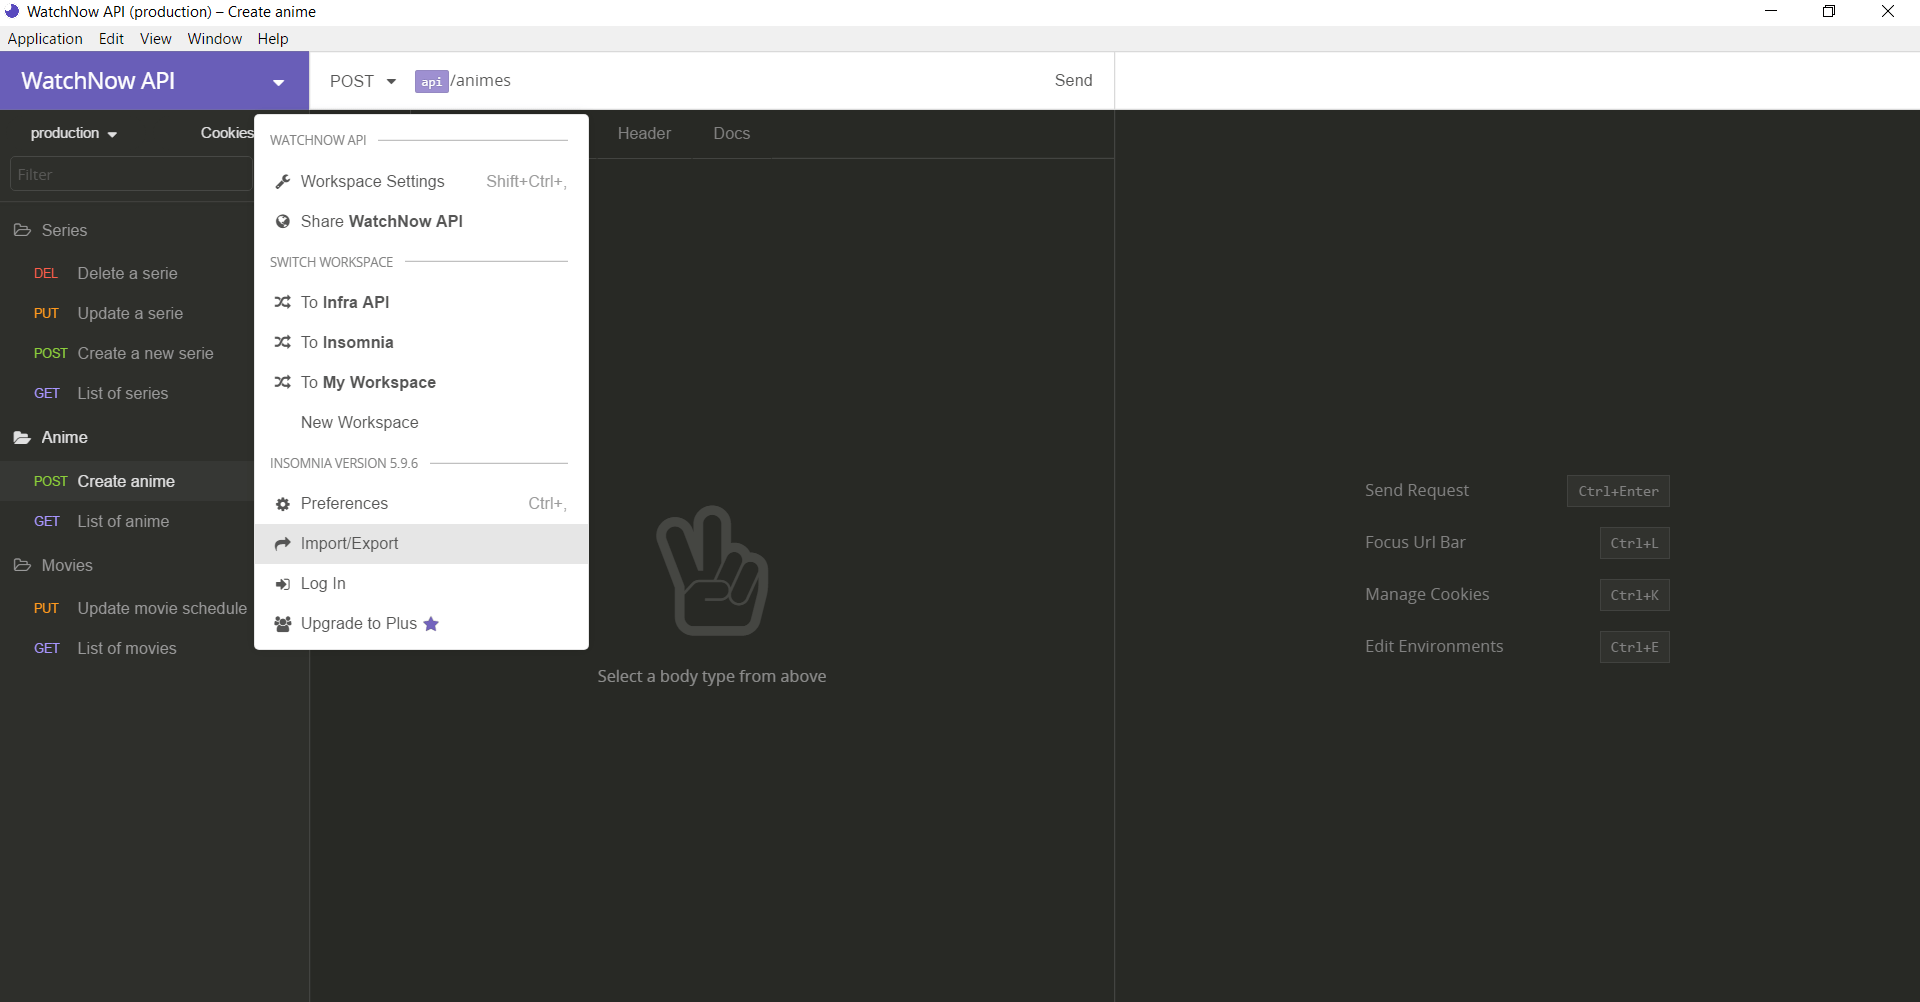 WatchNow API (production) – Create anime
Application Edit View Window Help
WatchNow API
POST api /animes Send
production Cookies
Header Docs
Filter
Series
DEL Delete a serie
PUT Update a serie
POST Create a new serie
GET List of series
Anime
POST Create anime
GET List of anime
Movies
PUT Update movie schedule
GET List of movies
WATCHNOW API
Workspace Settings Shift+Ctrl+,
Share WatchNow API
SWITCH WORKSPACE
To Infra API
To Insomnia
To My Workspace
New Workspace
INSOMNIA VERSION 5.9.6
Preferences Ctrl+,
Import/Export
Log In
Upgrade to Plus
Select a body type from above
Send Request Ctrl+Enter
Focus Url Bar Ctrl+L
Manage Cookies Ctrl+K
Edit Environments Ctrl+E